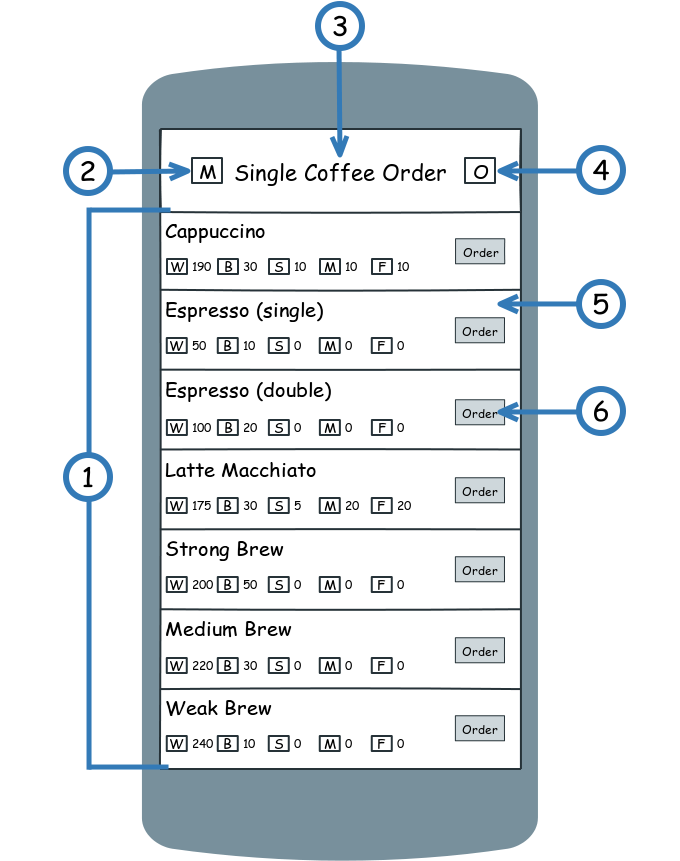 3
2
M Single Coffee Order O
4
Cappuccino
Order
W 190 B 30 S 10 M 10 F 10
5
Espresso (single)
Order
W 50 B 10 S 0 M 0 F 0
Espresso (double)
Order
6
W 100 B 20 S 0 M 0 F 0
1
Latte Macchiato
Order
W 175 B 30 S 5 M 20 F 20
Strong Brew
Order
W 200 B 50 S 0 M 0 F 0
Medium Brew
Order
W 220 B 30 S 0 M 0 F 0
Weak Brew
Order
W 240 B 10 S 0 M 0 F 0